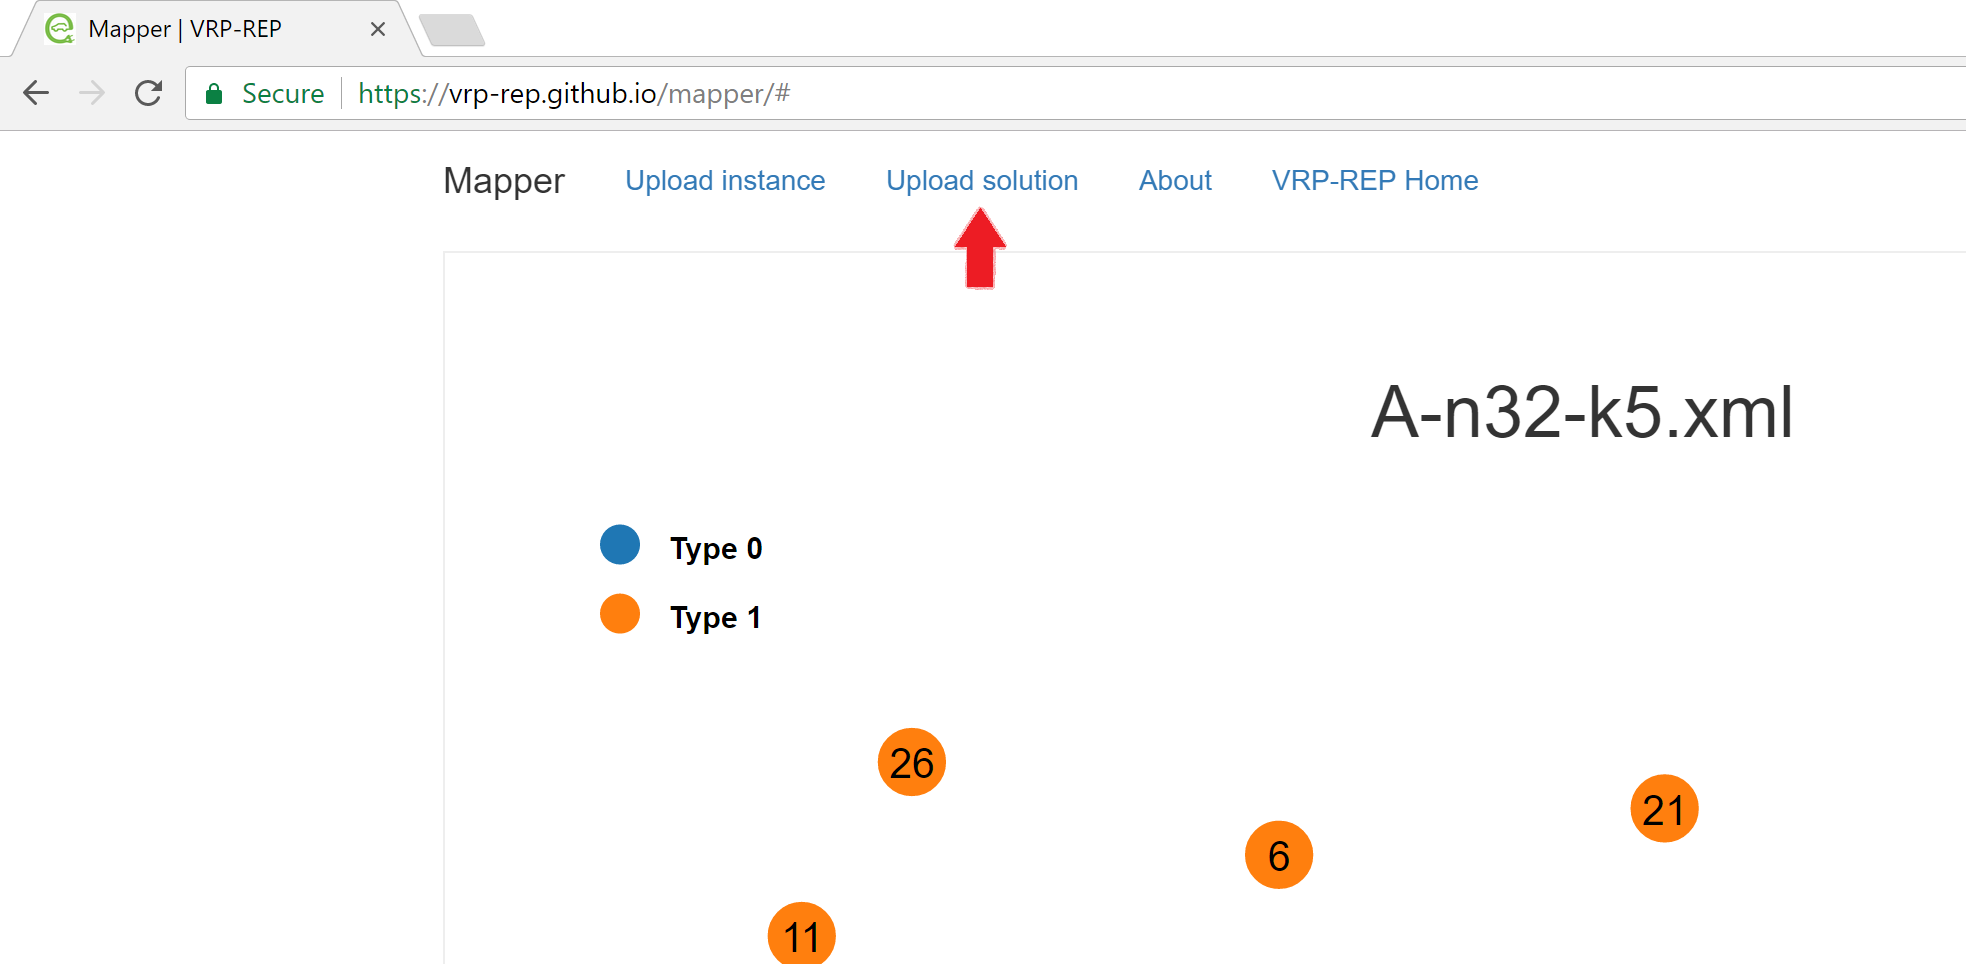 Mapper | VRP-REP
Secure https://vrp-rep.github.io/mapper/#
Mapper Upload instance Upload solution About VRP-REP Home
A-n32-k5.xml
Type 0
Type 1
26
21
6
11